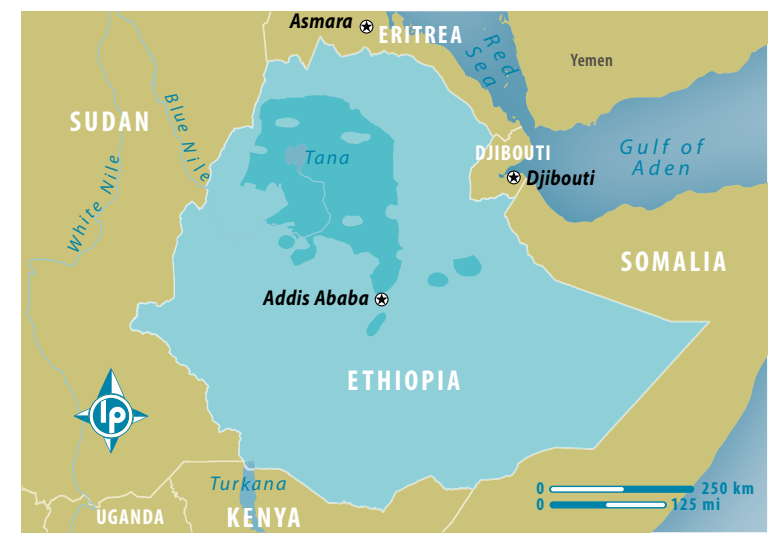 Asmara
ERITREA
Red
Sea
Yemen
SUDAN
Blue Nile
White Nile
Tana
DJIBOUTI
Djibouti
Gulf of
Aden
SOMALIA
Addis Ababa
ETHIOPIA
lp
Turkana
UGANDA
KENYA
0 250 km
0 125 mi